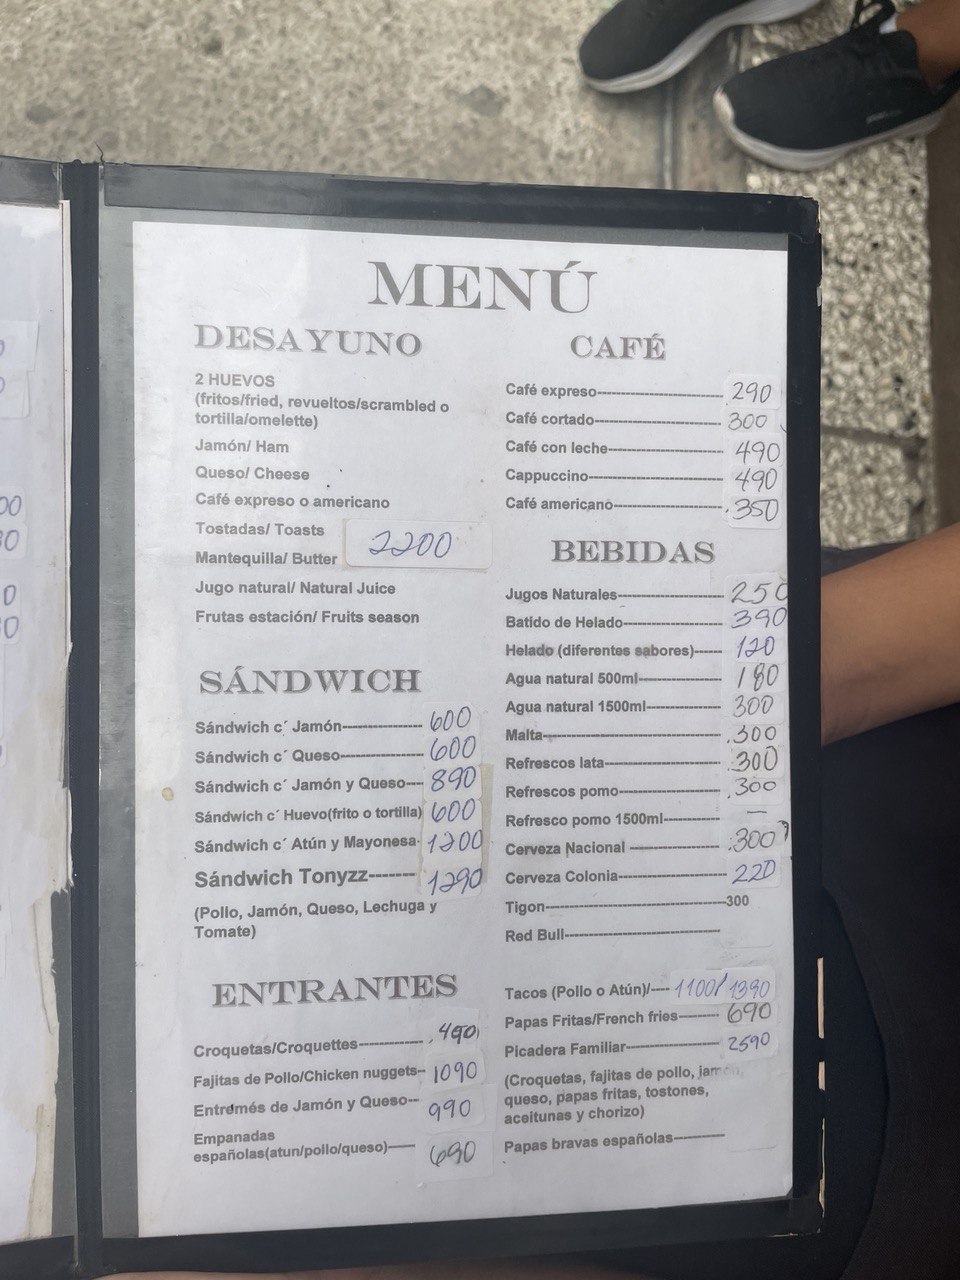 MENÚ
DESAYUNO
2 HUEVOS
(fritos/fried, revueltos/scrambled o
tortilla/omelette)
Jamón/ Ham
Queso/ Cheese
Café expreso o americano
Tostadas/ Toasts
Mantequilla/ Butter 2200
Jugo natural/ Natural Juice
Frutas estación/ Fruits season
SÁNDWICH
Sándwich c´ Jamón---------------- 600
Sándwich c´ Queso---------------- 600
Sándwich c´ Jamón y Queso---- 890
Sándwich c´ Huevo(frito o tortilla) 600
Sándwich c´ Atún y Mayonesa- 1200
Sándwich Tonyzz-------- 1290
(Pollo, Jamón, Queso, Lechuga y
Tomate)
ENTRANTES
Croquetas/Croquettes------------- 490
Fajitas de Pollo/Chicken nuggets-- 1090
Entremés de Jamón y Queso--- 990
Empanadas
españolas(atun/pollo/queso)------ 690
CAFÉ
Café expreso-------------------------- 290
Café cortado-------------------------- 300
Café con leche------------------------ 490
Cappuccino---------------------------- 490
Café americano----------------------- 350
BEBIDAS
Jugos Naturales---------------------- 250
Batido de Helado-------------------- 390
Helado (diferentes sabores)------ 120
Agua natural 500ml----------------- 180
Agua natural 1500ml--------------- 300
Malta------------------------------------ 300
Refrescos lata------------------------ 300
Refrescos pomo--------------------- 300
Refresco pomo 1500ml------------ —
Cerveza Nacional ------------------ 300
Cerveza Colonia-------------------- 220
Tigon-----------------------------------300
Red Bull-------------------------------
Tacos (Pollo o Atún)/---- 1100/ 1390
Papas Fritas/French fries-------- 690
Picadera Familiar------------------- 2590
(Croquetas, fajitas de pollo, jamón,
queso, papas fritas, tostones,
aceitunas y chorizo)
Papas bravas españolas----------